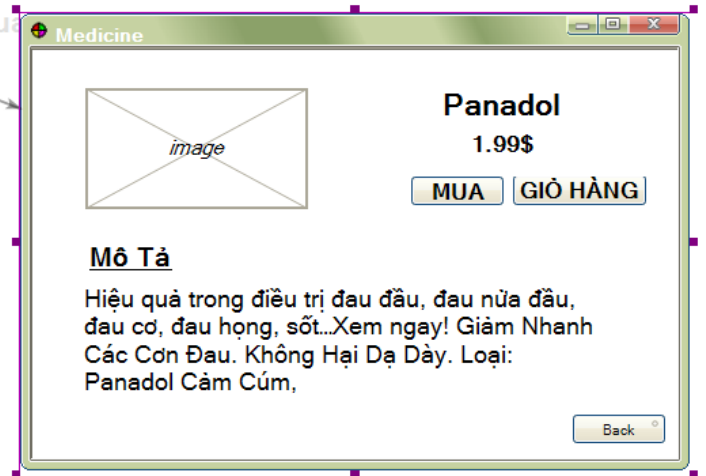 Medicine
image
Panadol
1.99$
MUA
GIỎ HÀNG
Mô Tả
Hiệu quả trong điều trị đau đầu, đau nửa đầu,
đau cơ, đau họng, sốt...Xem ngay! Giảm Nhanh
Các Cơn Đau. Không Hại Dạ Dày. Loại:
Panadol Cảm Cúm,
Back